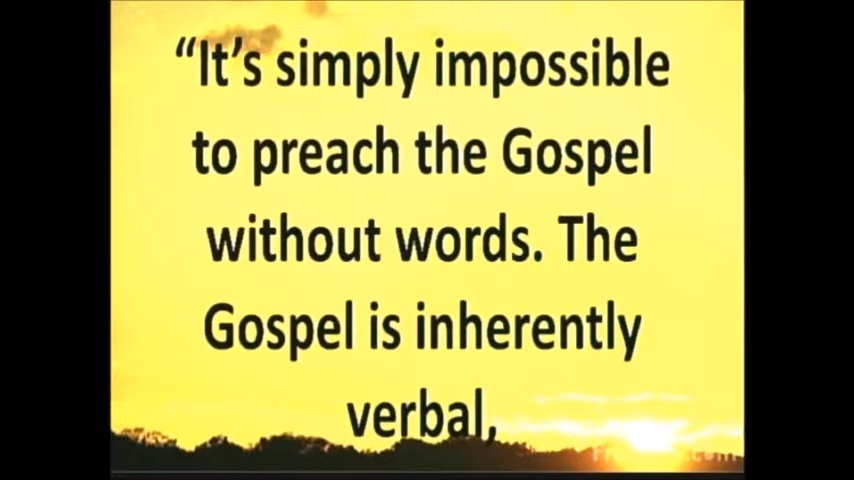 “It’s simply impossible
to preach the Gospel
without words. The
Gospel is inherently
verbal,